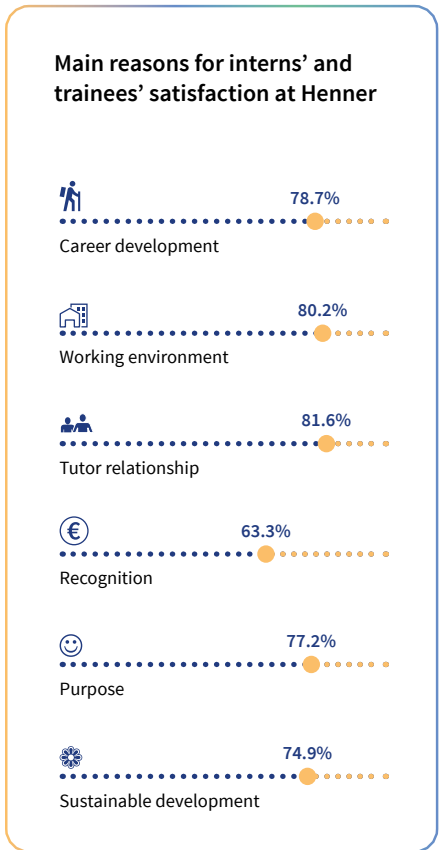 Main reasons for interns’ and
trainees’ satisfaction at Henner
78.7%
Career development
80.2%
Working environment
81.6%
Tutor relationship
€
63.3%
Recognition
77.2%
Purpose
74.9%
Sustainable development